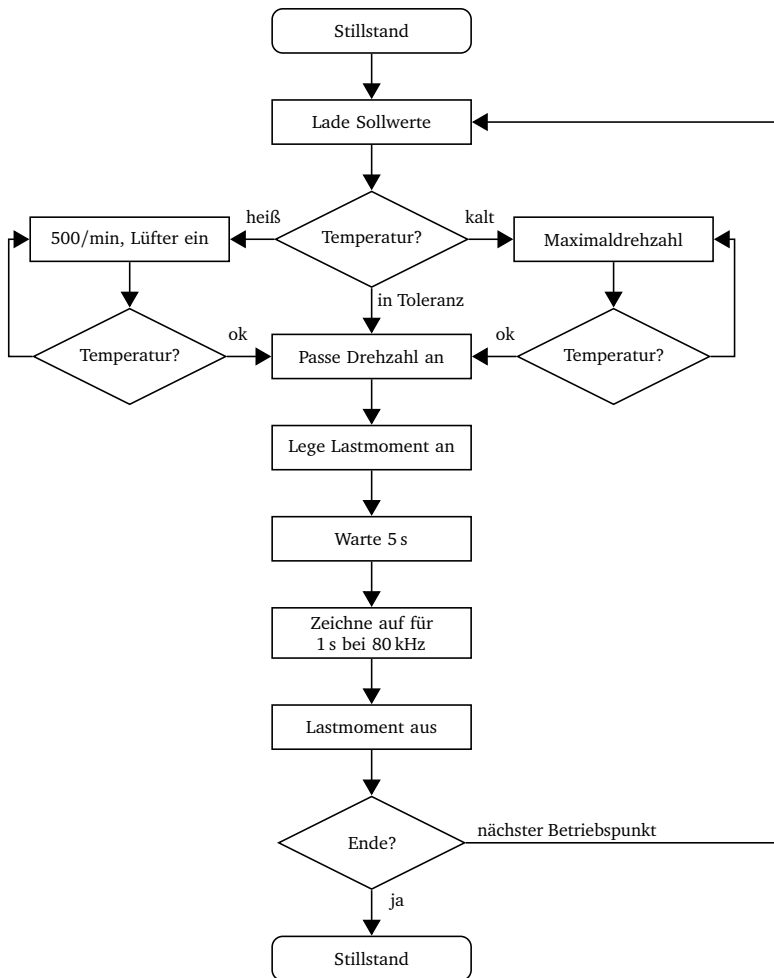 Stillstand
Lade Sollwerte
heiß
kalt
500/min, Lüfter ein
Temperatur?
Maximaldrehzahl
in Toleranz
ok
ok
Temperatur?
Passe Drehzahl an
Temperatur?
Lege Lastmoment an
Warte 5 s
Zeichne auf für
1 s bei 80 kHz
Lastmoment aus
nächster Betriebspunkt
Ende?
ja
Stillstand